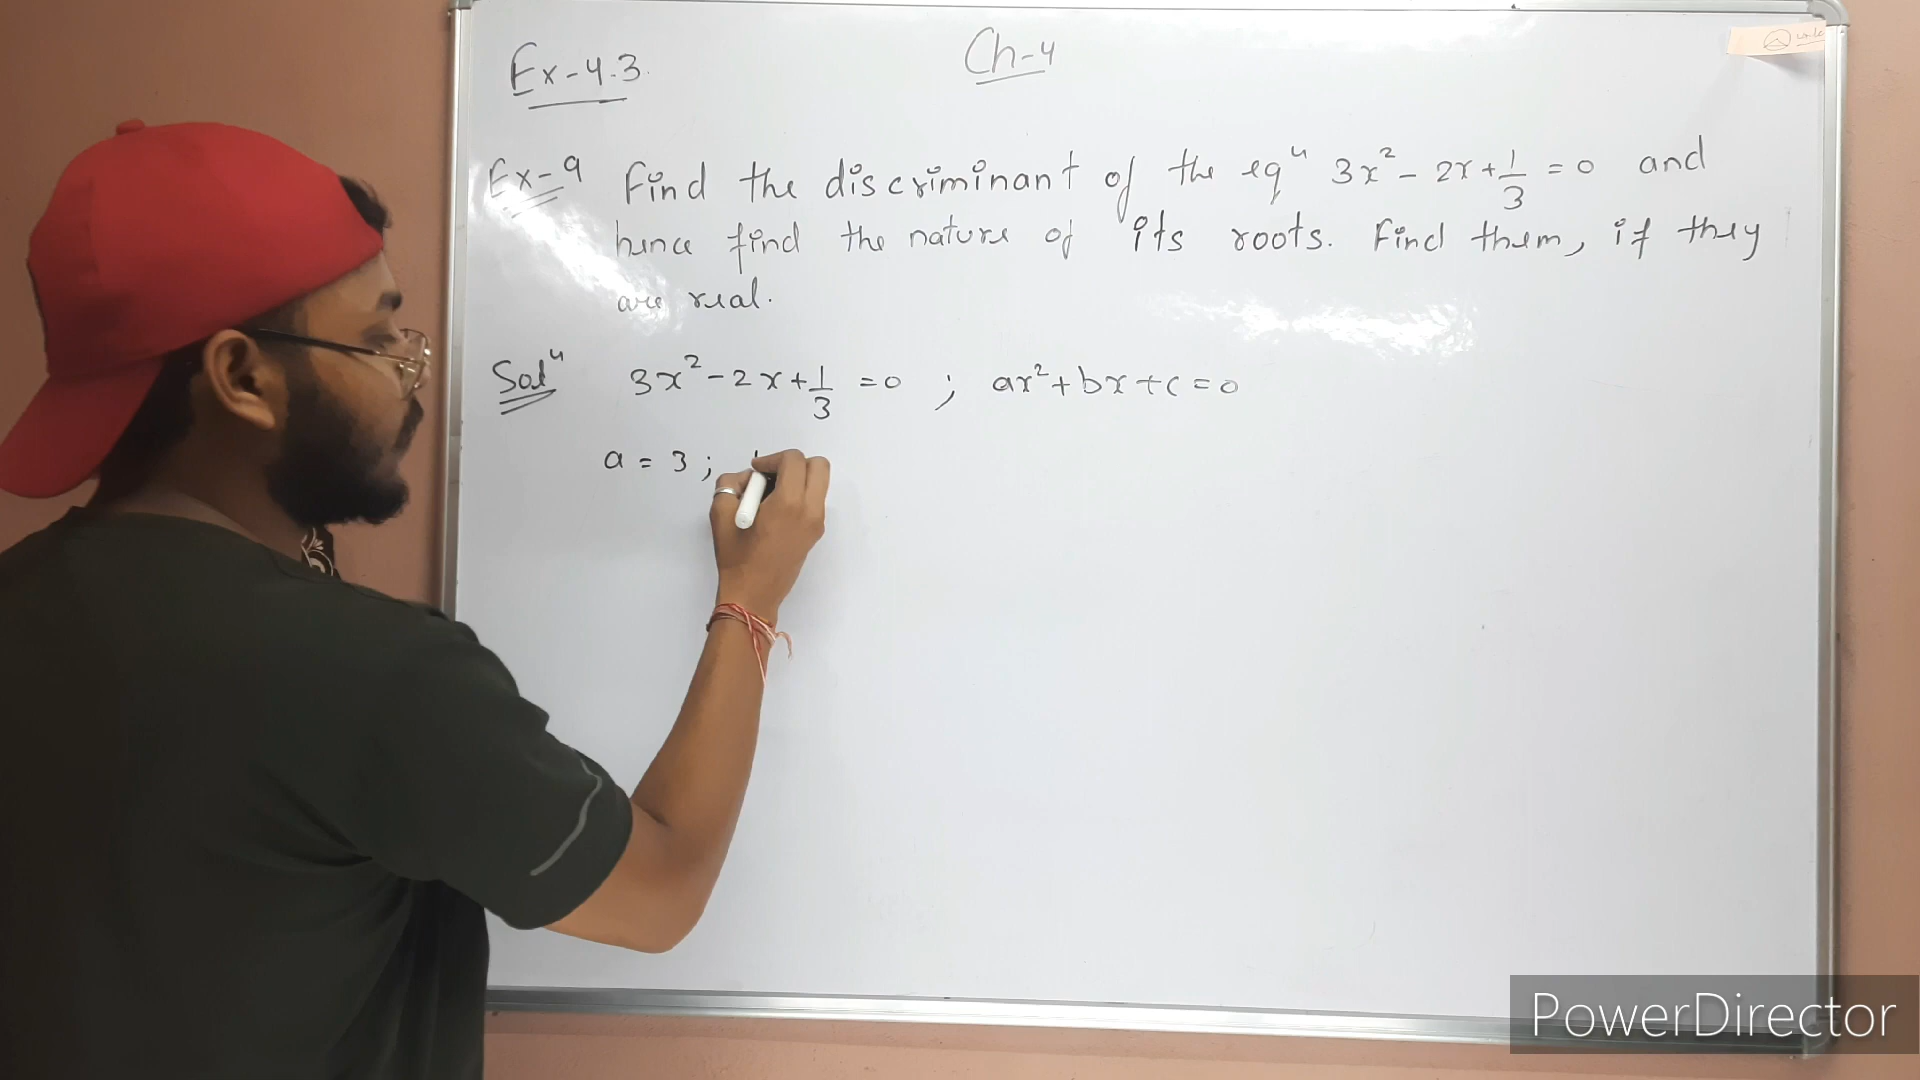 Ex-4.3
Ch-4
Ex-9 Find the discriminant of the eqⁿ 3x² - 2x + 1/3 = 0 and
hence find the nature of its roots. Find them, if they
are real.
Solⁿ 3x² - 2x + 1/3 = 0 ; ax² + bx + c = 0
a = 3 ;
PowerDirector